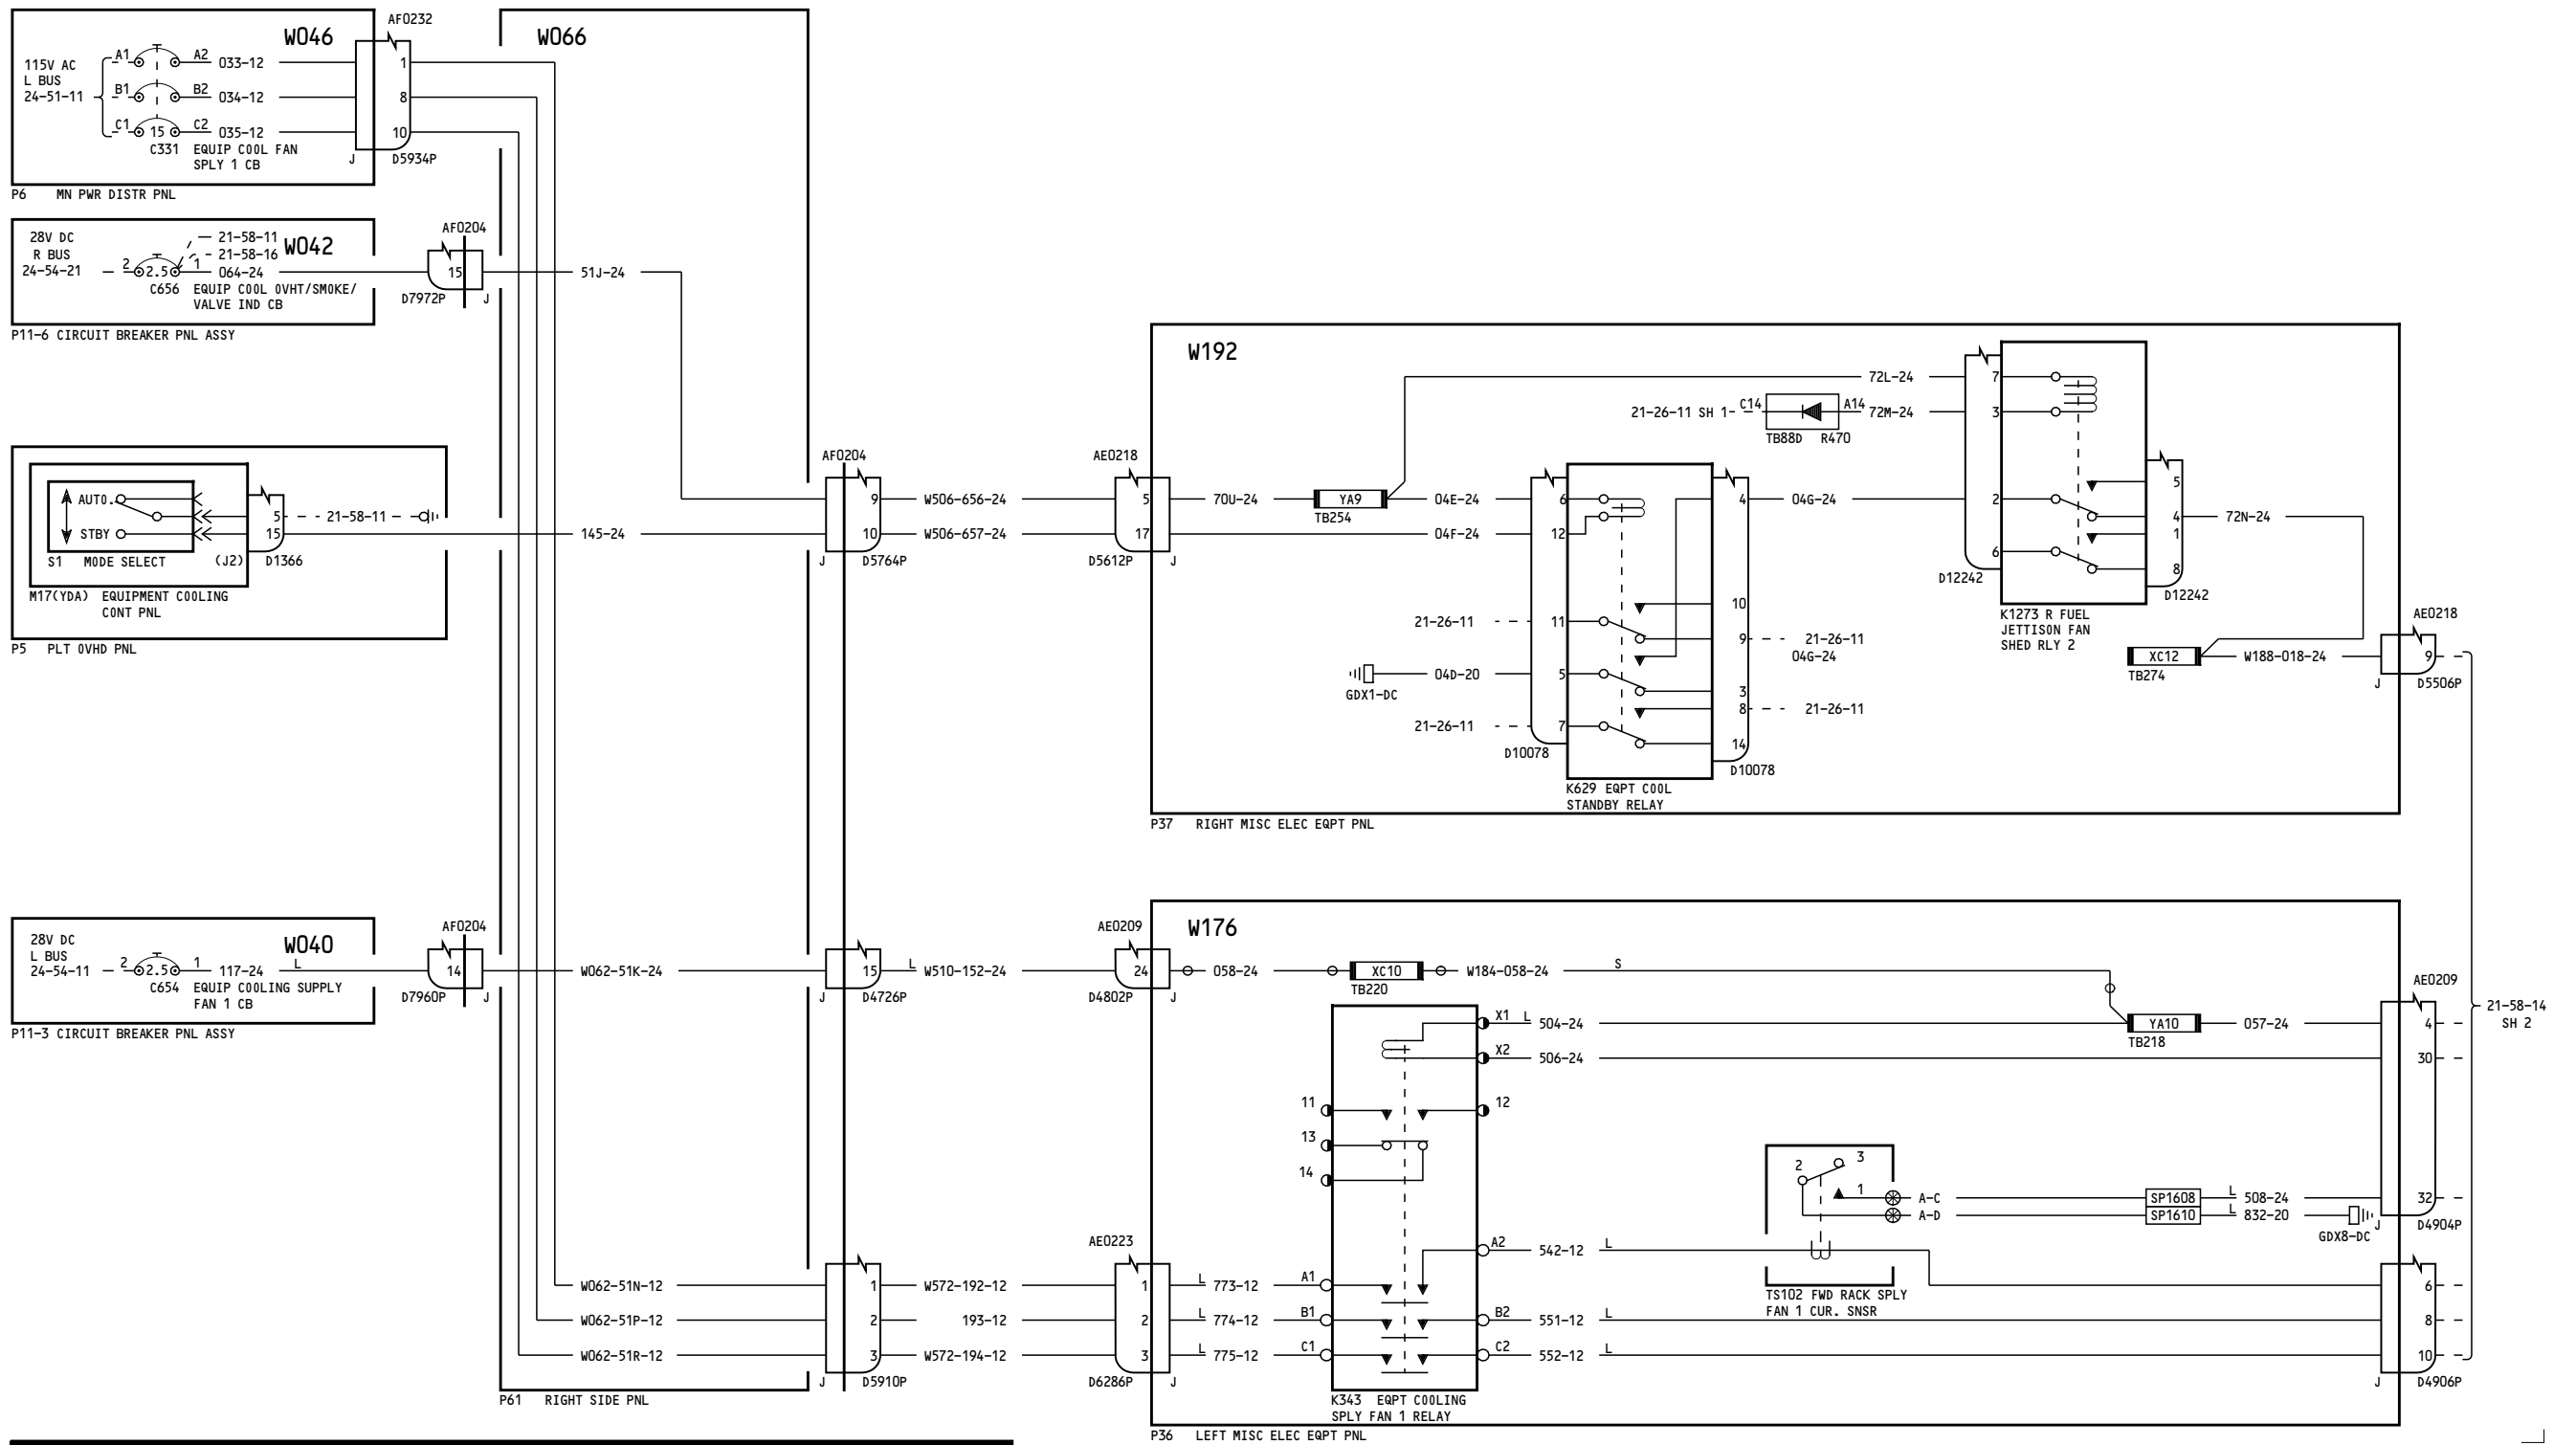 W046
AF0232
W066
115V AC
L BUS
24-51-11
A1
A2
033-12
1
B1
B2
034-12
8
C1
15
C2
035-12
10
C331
EQUIP COOL FAN
SPLY 1 CB
J
D5934P
P6 MN PWR DISTR PNL
28V DC
R BUS
24-54-21
21-58-11
21-58-16
W042
2
2.5
1
064-24
C656
EQUIP COOL OVHT/SMOKE/
VALVE IND CB
AF0204
15
D7972P
J
51J-24
P11-6 CIRCUIT BREAKER PNL ASSY
AUTO
STBY
S1 MODE SELECT
(J2)
5
15
D1366
21-58-11
145-24
M17(YDA) EQUIPMENT COOLING
CONT PNL
P5 PLT OVHD PNL
AF0204
9
10
J
D5764P
W506-656-24
W506-657-24
AE0218
5
17
D5612P
J
W192
70U-24
YA9
TB254
04E-24
04F-24
72L-24
21-26-11 SH 1
C14
A14
72M-24
TB88D R470
6
12
11
5
7
D10078
21-26-11
GDX1-DC
04D-20
21-26-11
4
10
9
3
8
14
D10078
K629 EQPT COOL
STANDBY RELAY
04G-24
21-26-11
04G-24
21-26-11
7
3
2
6
D12242
5
4
1
8
D12242
K1273 R FUEL
JETTISON FAN
SHED RLY 2
72N-24
XC12
TB274
W188-018-24
AE0218
9
J
D5506P
P37 RIGHT MISC ELEC EQPT PNL
28V DC
L BUS
24-54-11
W040
2
2.5
1
117-24
L
C654
EQUIP COOLING SUPPLY
FAN 1 CB
P11-3 CIRCUIT BREAKER PNL ASSY
AF0204
14
D7960P
J
W062-51K-24
15
J
D4726P
L
W510-152-24
AE0209
24
D4802P
J
W176
058-24
XC10
TB220
W184-058-24
S
X1
L
504-24
X2
506-24
YA10
TB218
057-24
AE0209
4
30
32
J
D4904P
21-58-14
SH 2
11
12
13
14
2
3
1
A-C
A-D
SP1608
SP1610
L
508-24
L
832-20
GDX8-DC
TS102 FWD RACK SPLY
FAN 1 CUR. SNSR
A2
542-12
L
W062-51N-12
W062-51P-12
W062-51R-12
1
2
3
J
D5910P
W572-192-12
193-12
W572-194-12
AE0223
1
2
3
D6286P
J
L
773-12
A1
L
774-12
B1
L
775-12
C1
B2
551-12
L
C2
552-12
L
6
8
10
J
D4906P
K343 EQPT COOLING
SPLY FAN 1 RELAY
P61 RIGHT SIDE PNL
P36 LEFT MISC ELEC EQPT PNL